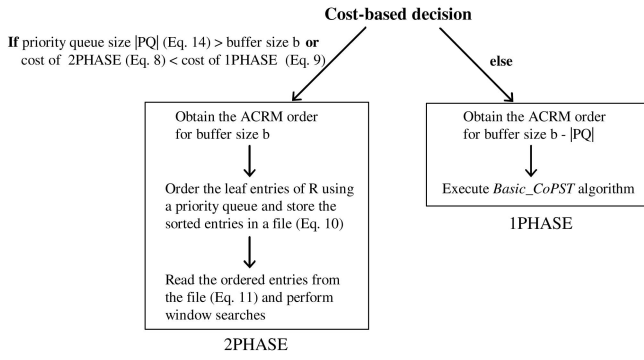 Cost-based decision
If priority queue size |PQ| (Eq. 14) > buffer size b or
cost of 2PHASE (Eq. 8) < cost of 1PHASE (Eq. 9)
else
Obtain the ACRM order
for buffer size b
Order the leaf entries of R using
a priority queue and store the
sorted entries in a file (Eq. 10)
Read the ordered entries from
the file (Eq. 11) and perform
window searches
2PHASE
Obtain the ACRM order
for buffer size b - |PQ|
Execute Basic_CoPST algorithm
1PHASE